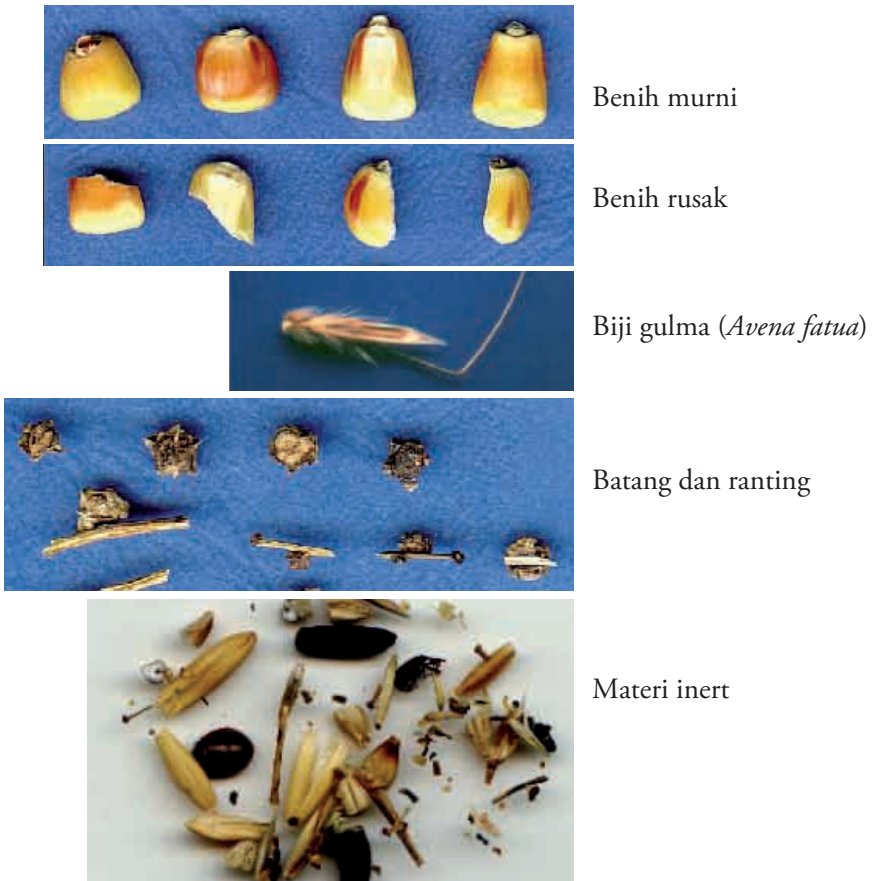 Benih murni
Benih rusak
Biji gulma (Avena fatua)
Batang dan ranting
Materi inert